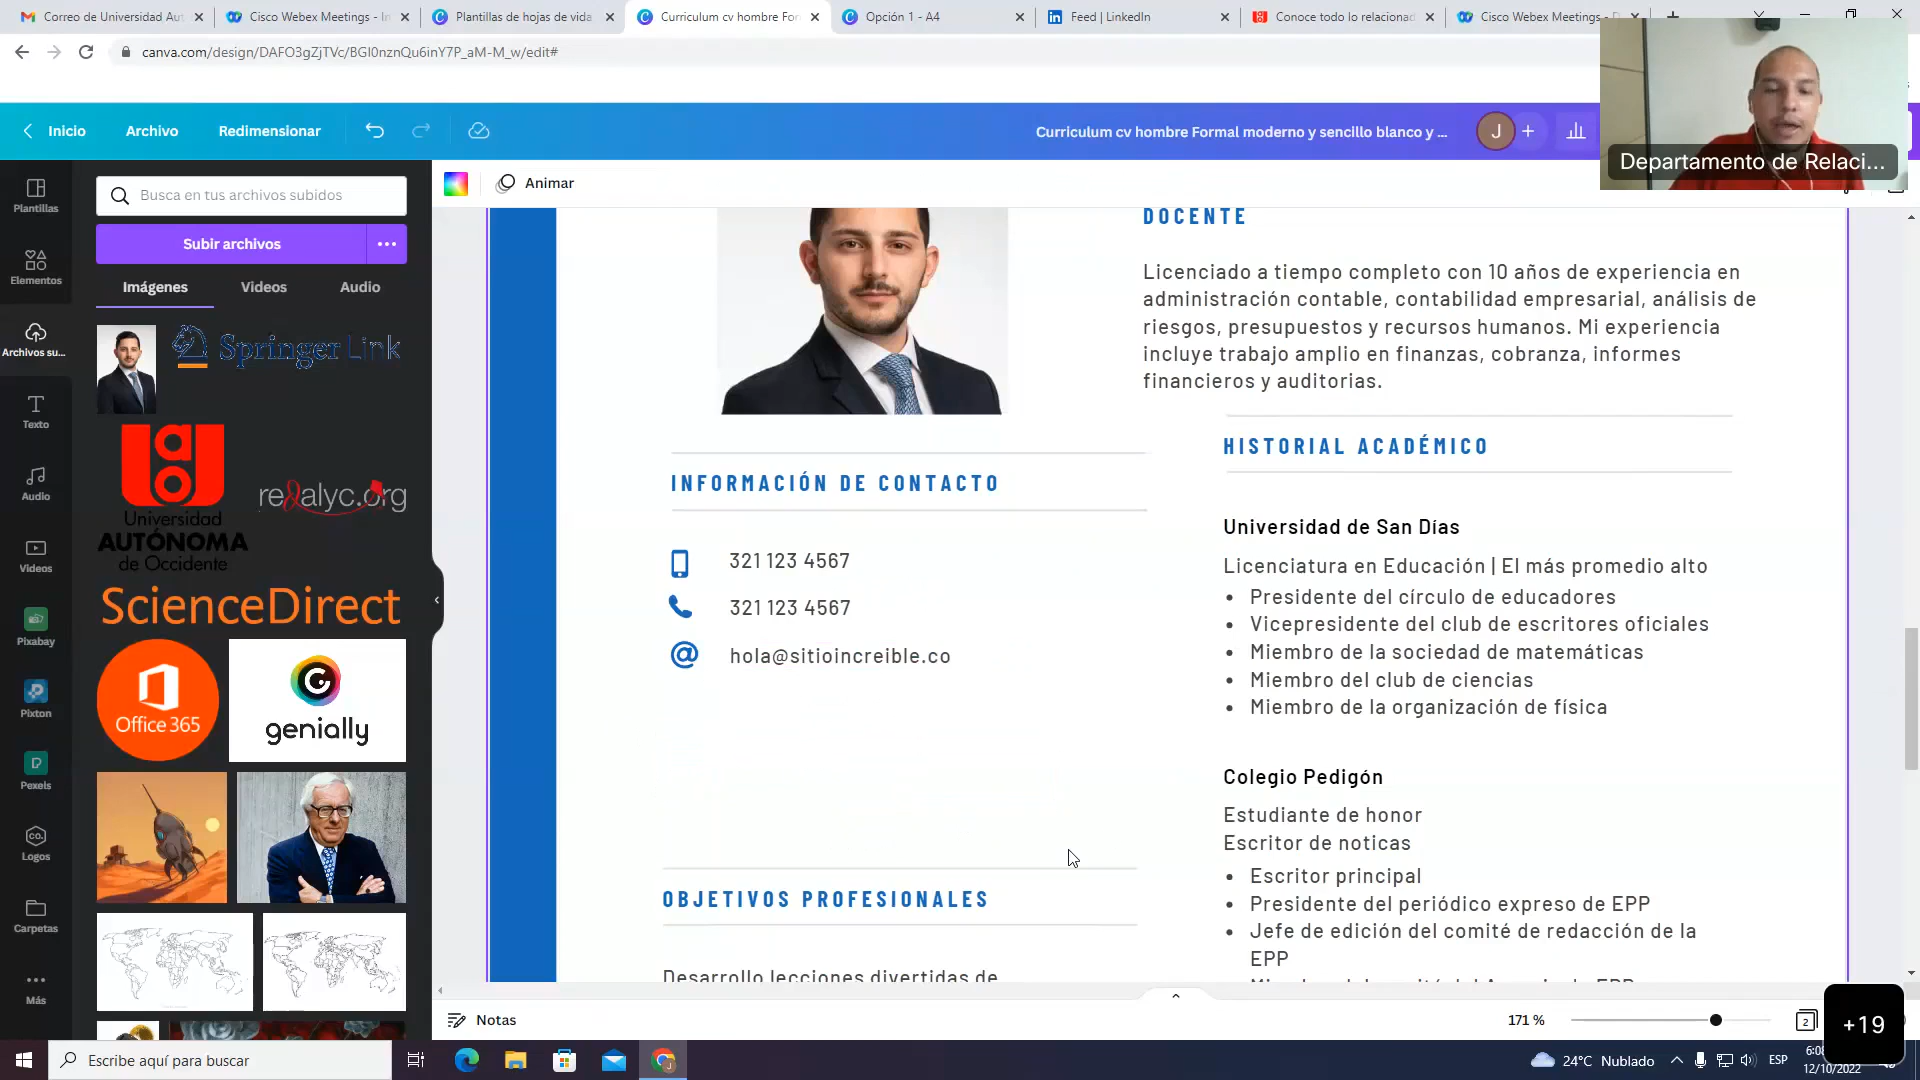 Correo de Universidad Aut
Cisco Webex Meetings - In
Plantillas de hojas de vida
Curriculum cv hombre For
Opción 1 - A4
Feed | LinkedIn
Conoce todo lo relacionad
Cisco Webex Meetings - D
canva.com/design/DAFO3gZjTVc/BGI0nznQu6inY7P_aM-M_w/edit#
Inicio
Archivo
Redimensionar
Curriculum cv hombre Formal moderno y sencillo blanco y ...
J
Departamento de Relaci...
Plantillas
Elementos
Archivos su...
Texto
Audio
Videos
Pixabay
Pixton
Pexels
Logos
Carpetas
Más
Busca en tus archivos subidos
Subir archivos
Imágenes
Videos
Audio
Springer Link
Universidad
AUTÓNOMA
de Occidente
redalyc.org
ScienceDirect
Office 365
genially
Animar
DOCENTE
Licenciado a tiempo completo con 10 años de experiencia en
administración contable, contabilidad empresarial, análisis de
riesgos, presupuestos y recursos humanos. Mi experiencia
incluye trabajo amplio en finanzas, cobranza, informes
financieros y auditorias.
INFORMACIÓN DE CONTACTO
321 123 4567
321 123 4567
hola@sitioincreible.co
OBJETIVOS PROFESIONALES
Desarrollo lecciones divertidas de
HISTORIAL ACADÉMICO
Universidad de San Días
Licenciatura en Educación | El más promedio alto
• Presidente del círculo de educadores
• Vicepresidente del club de escritores oficiales
• Miembro de la sociedad de matemáticas
• Miembro del club de ciencias
• Miembro de la organización de física
Colegio Pedigón
Estudiante de honor
Escritor de noticas
• Escritor principal
• Presidente del periódico expreso de EPP
• Jefe de edición del comité de redacción de la
EPP
Notas
171 %
2
+19
Escribe aquí para buscar
24°C Nublado
ESP
12/10/2022